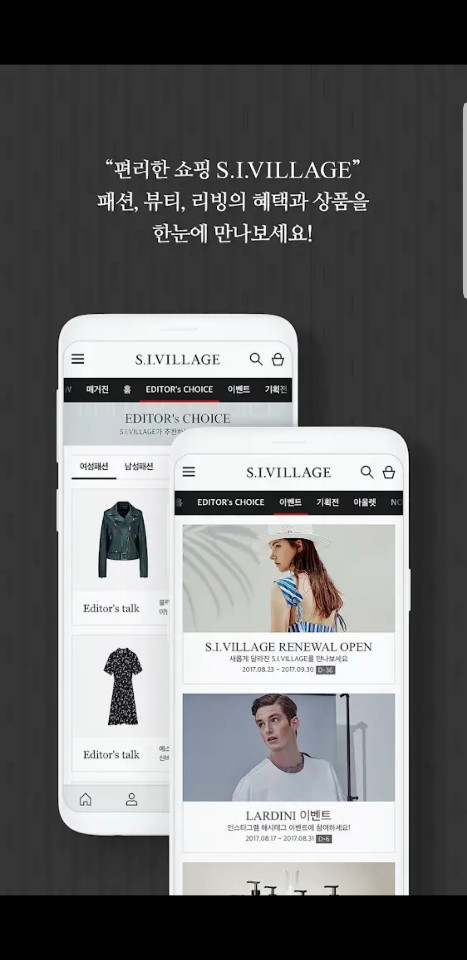 “편리한 쇼핑 S.I.VILLAGE”
패션, 뷰티, 리빙의 혜택과 상품을
한눈에 만나보세요!
S.I.VILLAGE
매거진 홈 EDITOR's CHOICE 이벤트 기획전
EDITOR's CHOICE
S.I.VILLAGE가
여성패션 남성패션
Editor's talk
Editor's talk
S.I.VILLAGE
홈 EDITOR's CHOICE 이벤트 기획전 아울렛 NO
S.I.VILLAGE RENEWAL OPEN
새롭게 달라진 S.I.VILLAGE를 만나보세요
2017.08.23 ~ 2017.09.30 D-36
LARDINI 이벤트
인스타그램 해시태그 이벤트에 참여하세요!
2017.08.17 ~ 2017.08.31 D-6